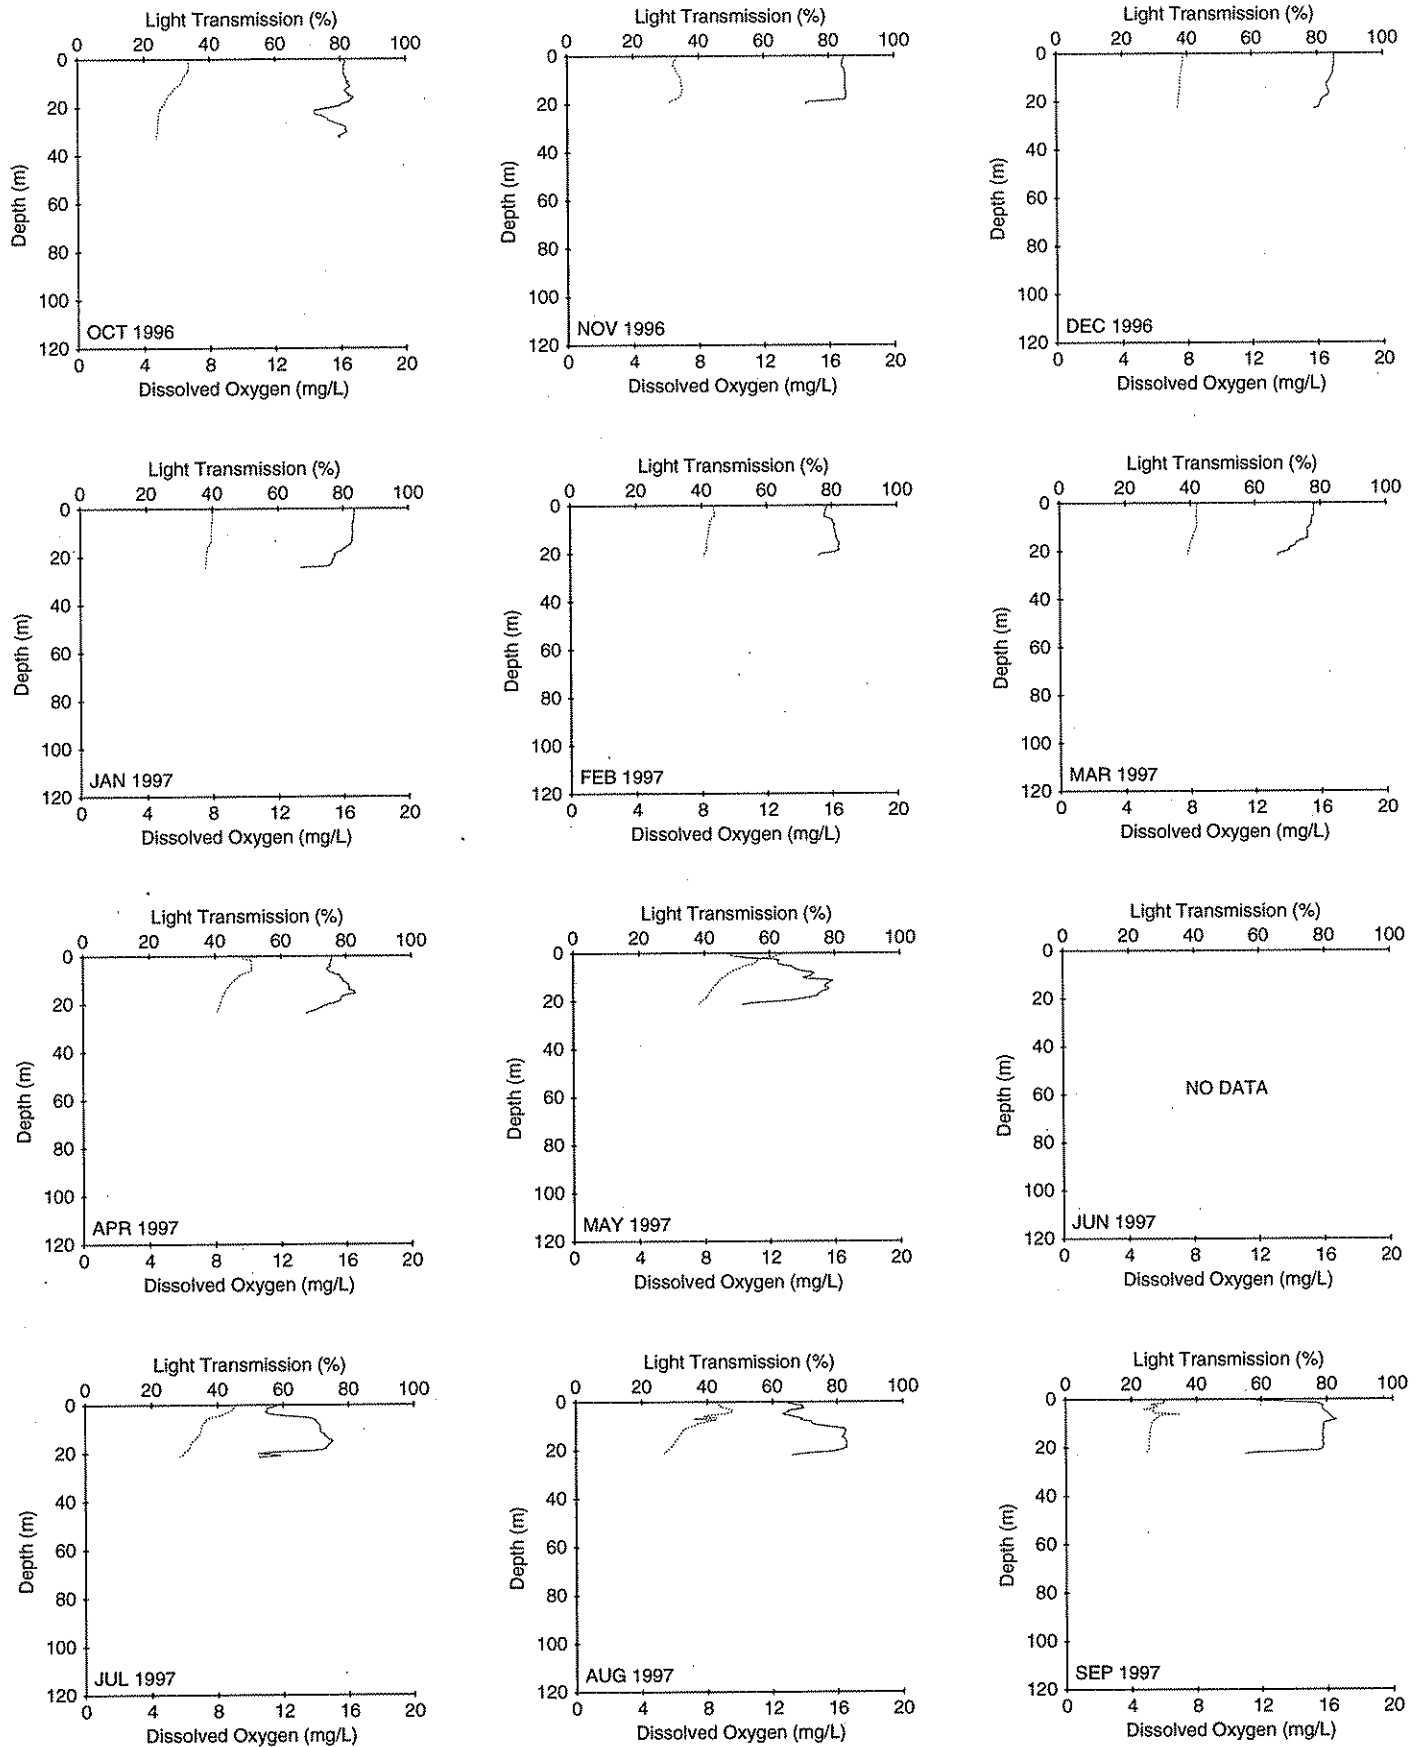 Light Transmission (%)
0 20 40 60 80 100
0
20
40
60
80
100
120
Depth (m)
OCT 1996
0 4 8 12 16 20
Dissolved Oxygen (mg/L)
Light Transmission (%)
0 20 40 60 80 100
0
20
40
60
80
100
120
Depth (m)
NOV 1996
0 4 8 12 16 20
Dissolved Oxygen (mg/L)
Light Transmission (%)
0 20 40 60 80 100
0
20
40
60
80
100
120
Depth (m)
DEC 1996
0 4 8 12 16 20
Dissolved Oxygen (mg/L)
Light Transmission (%)
0 20 40 60 80 100
0
20
40
60
80
100
120
Depth (m)
JAN 1997
0 4 8 12 16 20
Dissolved Oxygen (mg/L)
Light Transmission (%)
0 20 40 60 80 100
0
20
40
60
80
100
120
Depth (m)
FEB 1997
0 4 8 12 16 20
Dissolved Oxygen (mg/L)
Light Transmission (%)
0 20 40 60 80 100
0
20
40
60
80
100
120
Depth (m)
MAR 1997
0 4 8 12 16 20
Dissolved Oxygen (mg/L)
Light Transmission (%)
0 20 40 60 80 100
0
20
40
60
80
100
120
Depth (m)
APR 1997
0 4 8 12 16 20
Dissolved Oxygen (mg/L)
Light Transmission (%)
0 20 40 60 80 100
0
20
40
60
80
100
120
Depth (m)
MAY 1997
0 4 8 12 16 20
Dissolved Oxygen (mg/L)
Light Transmission (%)
0 20 40 60 80 100
0
20
40
60
80
100
120
Depth (m)
NO DATA
JUN 1997
0 4 8 12 16 20
Dissolved Oxygen (mg/L)
Light Transmission (%)
0 20 40 60 80 100
0
20
40
60
80
100
120
Depth (m)
JUL 1997
0 4 8 12 16 20
Dissolved Oxygen (mg/L)
Light Transmission (%)
0 20 40 60 80 100
0
20
40
60
80
100
120
Depth (m)
AUG 1997
0 4 8 12 16 20
Dissolved Oxygen (mg/L)
Light Transmission (%)
0 20 40 60 80 100
0
20
40
60
80
100
120
Depth (m)
SEP 1997
0 4 8 12 16 20
Dissolved Oxygen (mg/L)